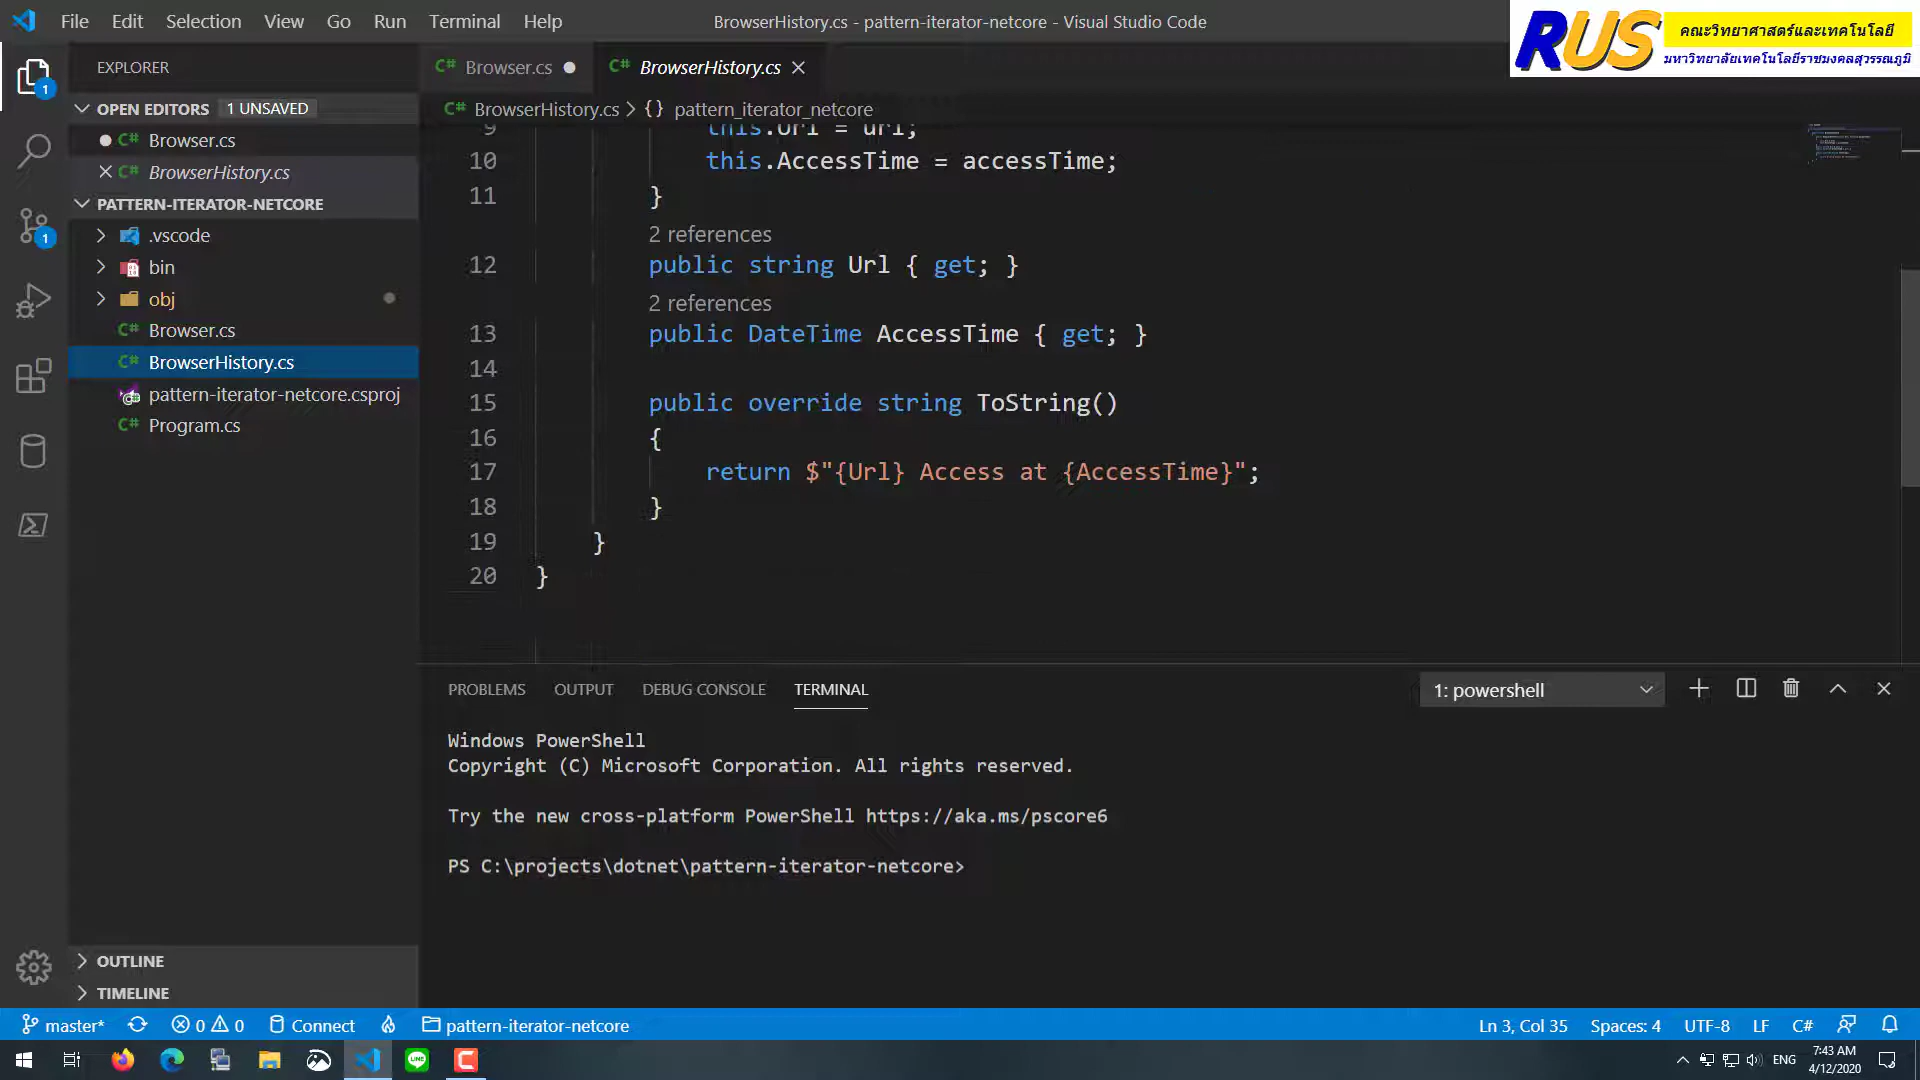 File Edit Selection View Go Run Terminal Help
BrowserHistory.cs - pattern-iterator-netcore - Visual Studio Code
RUS
คณะวิทยาศาสตร์และเทคโนโลยี
มหาวิทยาลัยเทคโนโลยีราชมงคลสุวรรณภูมิ
1
1
EXPLORER
OPEN EDITORS 1 UNSAVED
C# Browser.cs
C# BrowserHistory.cs
PATTERN-ITERATOR-NETCORE
.vscode
bin
obj
C# Browser.cs
C# BrowserHistory.cs
pattern-iterator-netcore.csproj
C# Program.cs
OUTLINE
TIMELINE
C# Browser.cs
C# BrowserHistory.cs
C# BrowserHistory.cs > {} pattern_iterator_netcore
9 this.Url = url;
10 this.AccessTime = accessTime;
11 }
2 references
12 public string Url { get; }
2 references
13 public DateTime AccessTime { get; }
14
15 public override string ToString()
16 {
17 return $"{Url} Access at {AccessTime}";
18 }
19 }
20 }
PROBLEMS OUTPUT DEBUG CONSOLE TERMINAL
1: powershell
Windows PowerShell
Copyright (C) Microsoft Corporation. All rights reserved.
Try the new cross-platform PowerShell https://aka.ms/pscore6
PS C:\projects\dotnet\pattern-iterator-netcore>
master* 0 0 Connect pattern-iterator-netcore
Ln 3, Col 35 Spaces: 4 UTF-8 LF C#
LINE
ENG
7:43 AM
4/12/2020